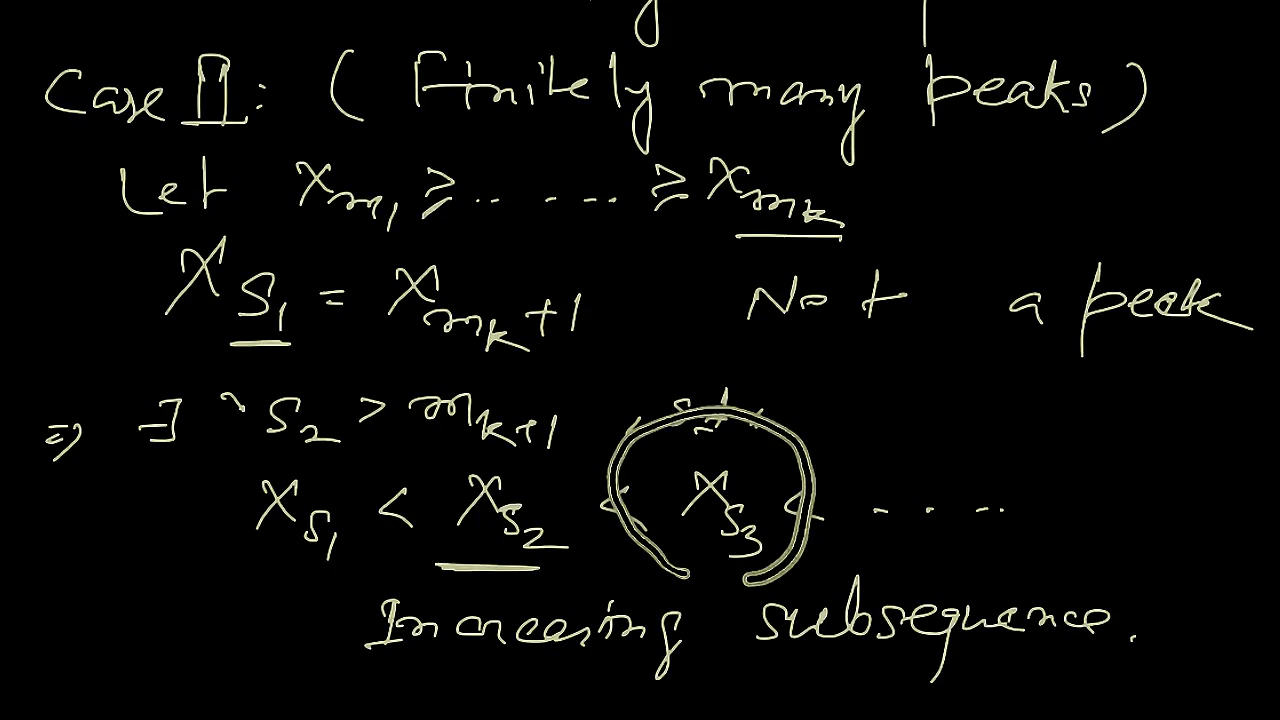 Case II: (Finitely many peaks)
Let x_{m_1} ≥ .. .... ≥ x_{m_k}
x_{s_1} = x_{m_k+1} Not a peak
⇒ ∃ s_2 > m_{k+1}
x_{s_1} < x_{s_2} < x_{s_3} < ....
Increasing subsequence.